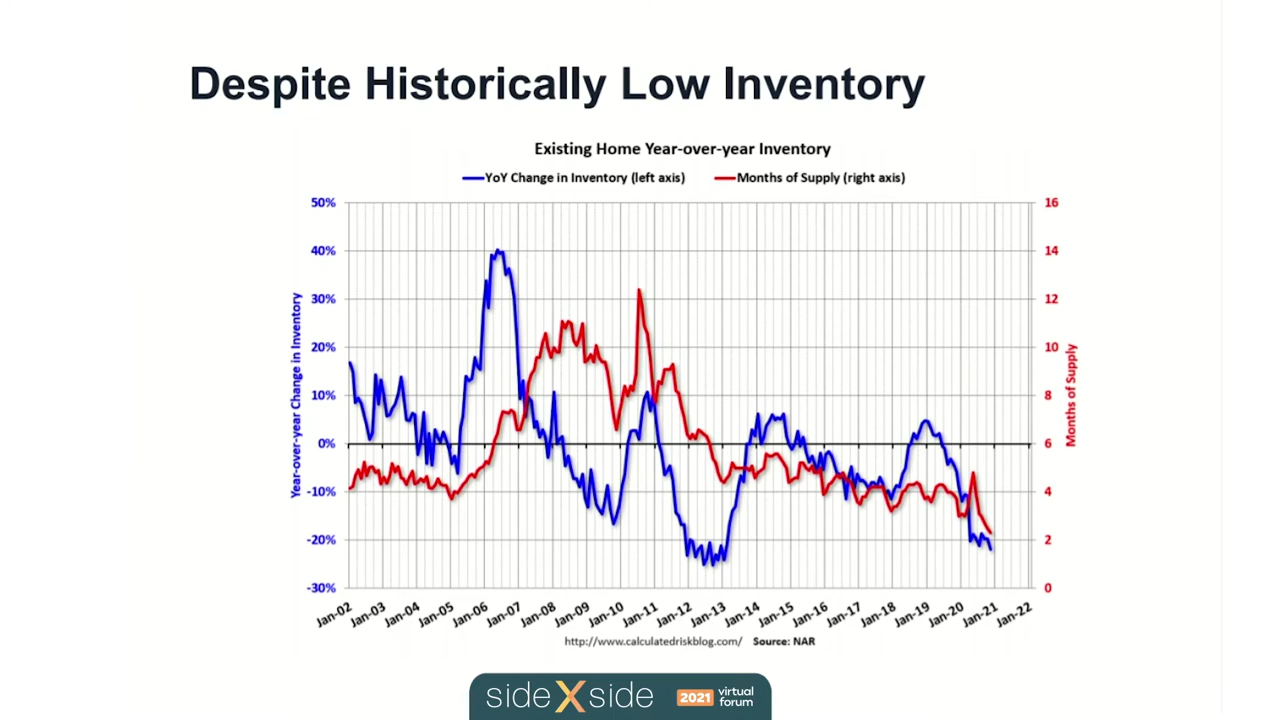 Despite Historically Low Inventory
Existing Home Year-over-year Inventory
YoY Change in Inventory (left axis)
Months of Supply (right axis)
50%
40%
30%
20%
10%
0%
-10%
-20%
-30%
Year-over-year Change in Inventory
16
14
12
10
8
6
4
2
0
Months of Supply
Jan-02
Jan-03
Jan-04
Jan-05
Jan-06
Jan-07
Jan-08
Jan-09
Jan-10
Jan-11
Jan-12
Jan-13
Jan-14
Jan-15
Jan-16
Jan-17
Jan-18
Jan-19
Jan-20
Jan-21
Jan-22
http://www.calculatedriskblog.com/ Source: NAR
side X side
2021
virtual
forum